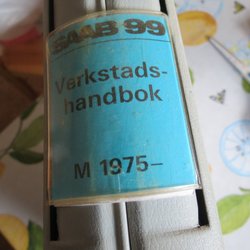 SAAB 99
Verkstads-
handbok
M 1975–